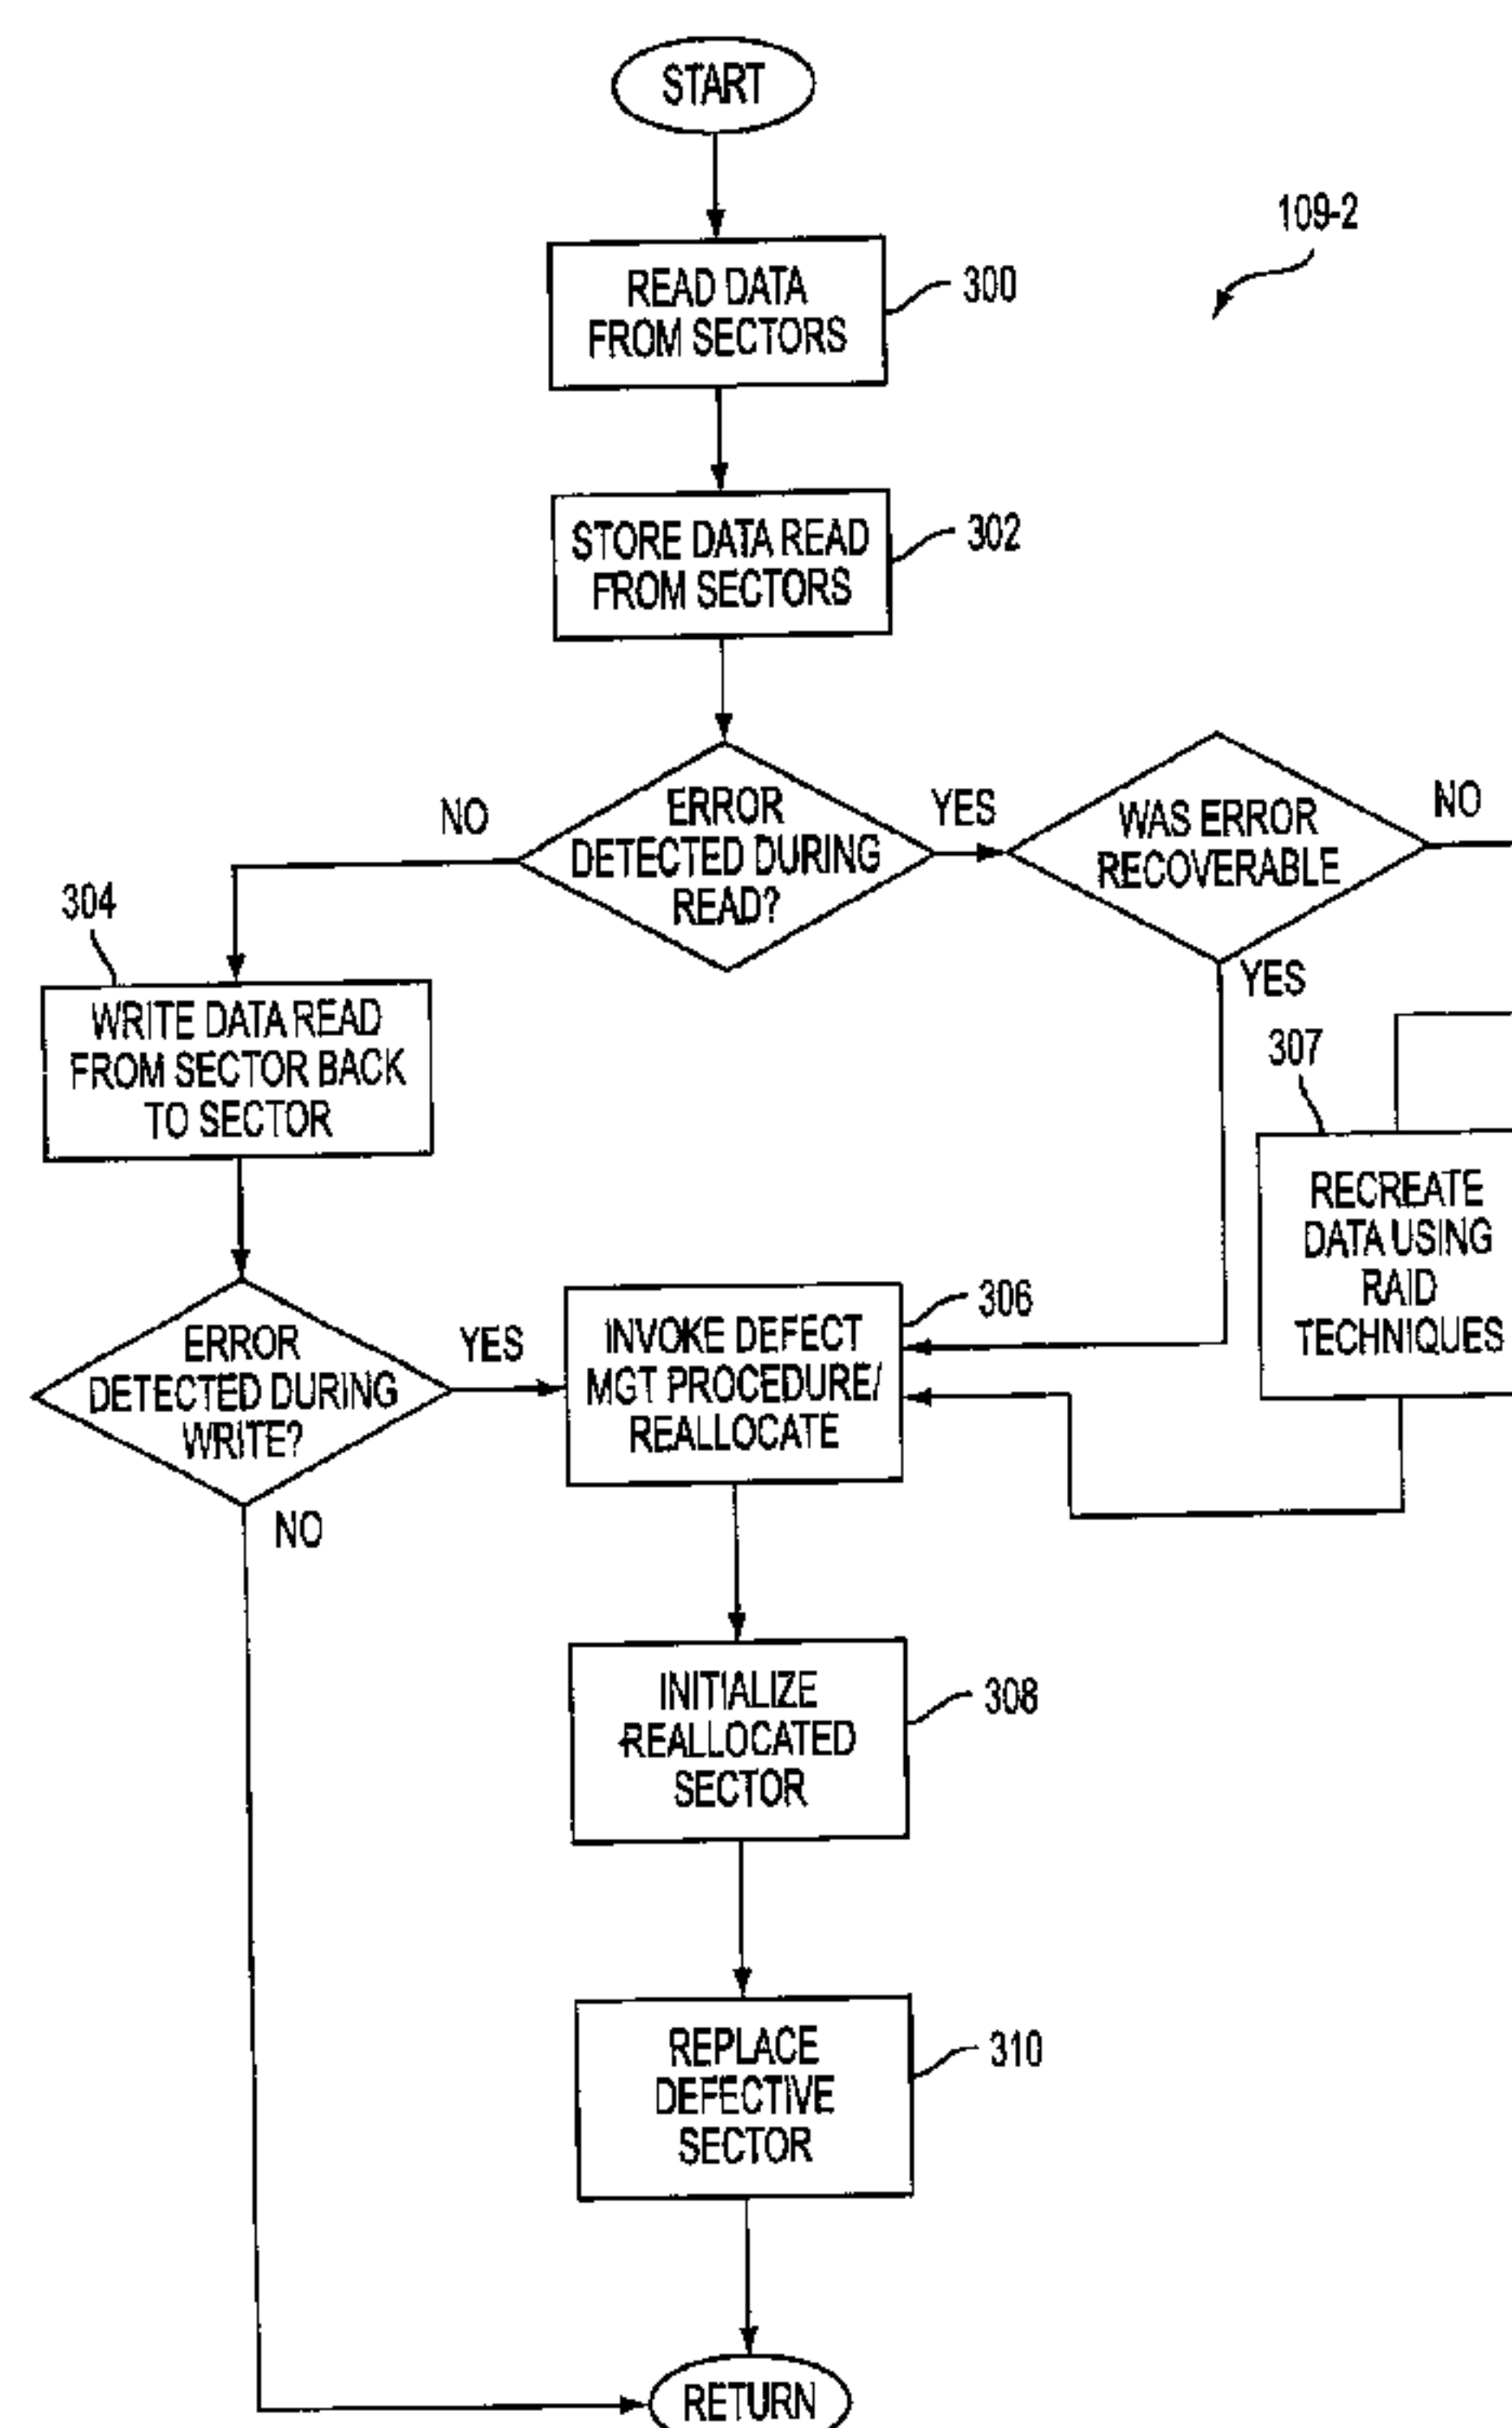 START
109-2
READ DATA
FROM SECTORS
300
STORE DATA READ
FROM SECTORS
302
ERROR
DETECTED DURING
READ?
NO
YES
WAS ERROR
RECOVERABLE
NO
YES
304
WRITE DATA READ
FROM SECTOR BACK
TO SECTOR
307
RECREATE
DATA USING
RAID
TECHNIQUES
ERROR
DETECTED DURING
WRITE?
YES
NO
306
INVOKE DEFECT
MGT PROCEDURE/
REALLOCATE
INITIALIZE
REALLOCATED
SECTOR
308
REPLACE
DEFECTIVE
SECTOR
310
RETURN